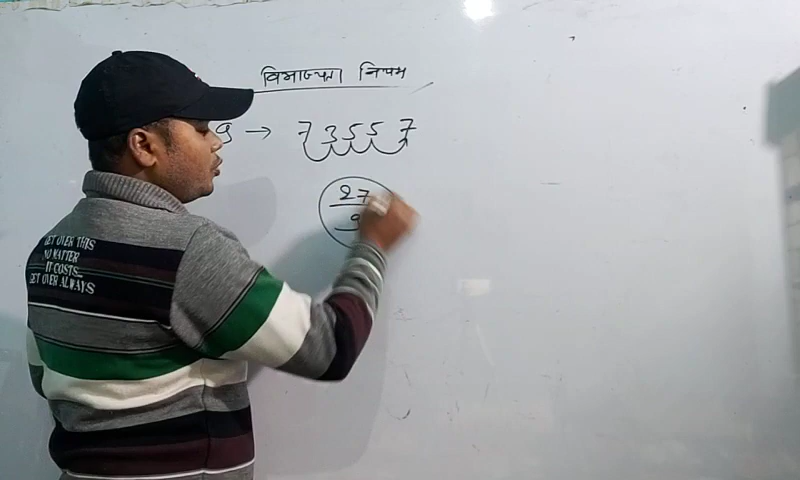 विभाज्यता नियम
9 → 7 3 5 5 7
27
9
GET OVER THIS
NO MATTER
IT COSTS...
GET OVER ALWAYS